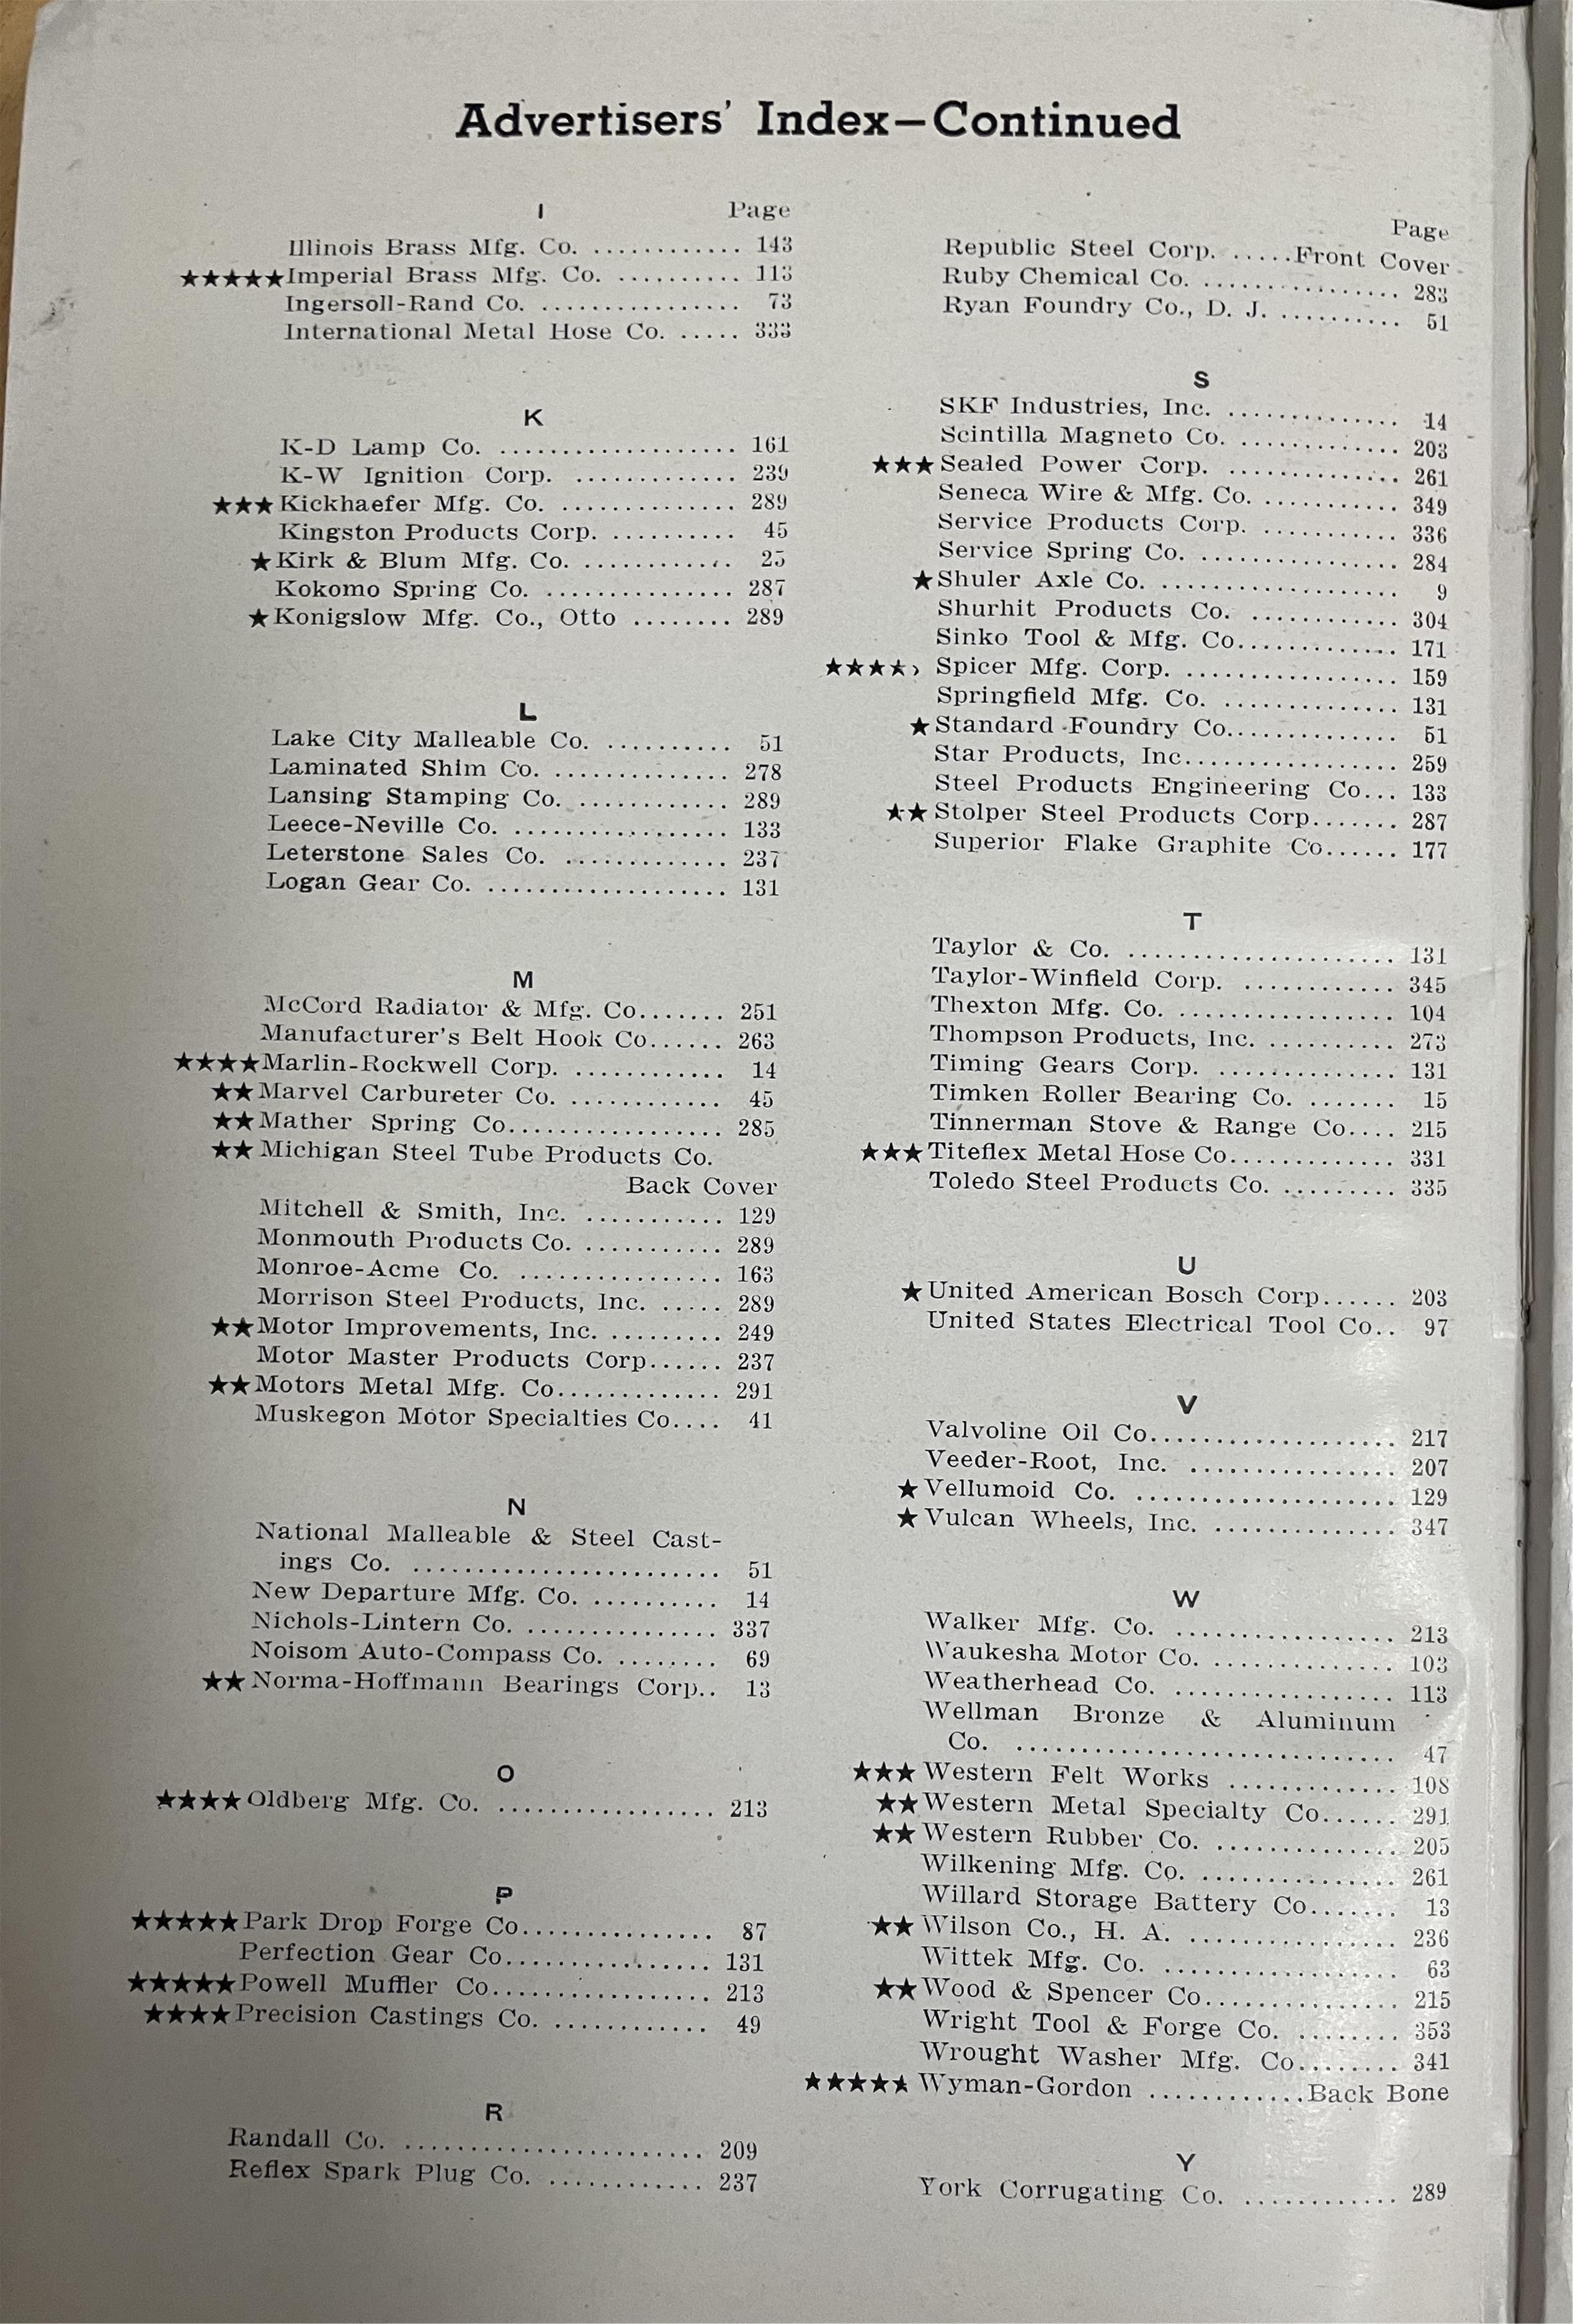 Advertisers' Index—Continued
I Page
Illinois Brass Mfg. Co. ............ 143
★★★★★Imperial Brass Mfg. Co. .......... 113
Ingersoll-Rand Co. ................ 73
International Metal Hose Co. ..... 333
K
K-D Lamp Co. ................... 161
K-W Ignition Corp. ............. 239
★★★Kickhaefer Mfg. Co. ............... 289
Kingston Products Corp. .......... 45
★Kirk & Blum Mfg. Co. ............ 25
Kokomo Spring Co. ............... 287
★Konigslow Mfg. Co., Otto ........ 289
L
Lake City Malleable Co. .......... 51
Laminated Shim Co. .............. 278
Lansing Stamping Co. ............ 289
Leece-Neville Co. ................. 133
Leterstone Sales Co. ............. 237
Logan Gear Co. ................... 131
M
McCord Radiator & Mfg. Co....... 251
Manufacturer's Belt Hook Co...... 263
★★★★Marlin-Rockwell Corp. ............ 14
★★Marvel Carbureter Co. ............ 45
★★Mather Spring Co................. 285
★★Michigan Steel Tube Products Co.
Back Cover
Mitchell & Smith, Inc. ........... 129
Monmouth Products Co. ........... 289
Monroe-Acme Co. ................ 163
Morrison Steel Products, Inc. ..... 289
★★Motor Improvements, Inc. ......... 249
Motor Master Products Corp...... 237
★★Motors Metal Mfg. Co............. 291
Muskegon Motor Specialties Co.... 41
N
National Malleable & Steel Cast-
ings Co. ........................ 51
New Departure Mfg. Co. .......... 14
Nichols-Lintern Co. ............... 337
Noisom Auto-Compass Co. ........ 69
★★Norma-Hoffmann Bearings Corp.. 13
O
★★★★Oldberg Mfg. Co. ................. 213
P
★★★★★Park Drop Forge Co............... 87
Perfection Gear Co................ 131
★★★★★Powell Muffler Co................. 213
★★★★Precision Castings Co. ............ 49
R
Randall Co. ....................... 209
Reflex Spark Plug Co. ............ 237
Page
Republic Steel Corp. .....Front Cover
Ruby Chemical Co. ................ 283
Ryan Foundry Co., D. J. .......... 51
S
SKF Industries, Inc. .............. 14
Scintilla Magneto Co. ............. 203
★★★Sealed Power Corp. .............. 261
Seneca Wire & Mfg. Co. ........... 349
Service Products Corp. ........... 336
Service Spring Co. ................ 284
★Shuler Axle Co. ................... 9
Shurhit Products Co. ............ 304
Sinko Tool & Mfg. Co............. 171
★★★★★Spicer Mfg. Corp. ................. 159
Springfield Mfg. Co. .............. 131
★Standard Foundry Co.............. 51
Star Products, Inc................. 259
Steel Products Engineering Co... 133
★★Stolper Steel Products Corp....... 287
Superior Flake Graphite Co...... 177
T
Taylor & Co. ...................... 131
Taylor-Winfield Corp. ............ 345
Thexton Mfg. Co. ................. 104
Thompson Products, Inc. .......... 273
Timing Gears Corp. .............. 131
Timken Roller Bearing Co. ....... 15
Tinnerman Stove & Range Co.... 215
★★★Titeflex Metal Hose Co............. 331
Toledo Steel Products Co. ......... 335
U
★United American Bosch Corp...... 203
United States Electrical Tool Co.. 97
V
Valvoline Oil Co................... 217
Veeder-Root, Inc. ................ 207
★Vellumoid Co. ..................... 129
★Vulcan Wheels, Inc. .............. 347
W
Walker Mfg. Co. .................. 213
Waukesha Motor Co. .............. 103
Weatherhead Co. .................. 113
Wellman Bronze & Aluminum
Co. .............................. 47
★★★Western Felt Works ............. 108
★★Western Metal Specialty Co...... 291
★★Western Rubber Co. .............. 205
Wilkening Mfg. Co. ................ 261
Willard Storage Battery Co....... 13
★★Wilson Co., H. A. ................. 236
Wittek Mfg. Co. ................... 63
★★Wood & Spencer Co................ 215
Wright Tool & Forge Co. ........ 353
Wrought Washer Mfg. Co........ 341
★★★★★Wyman-Gordon ............Back Bone
Y
York Corrugating Co. ............ 289